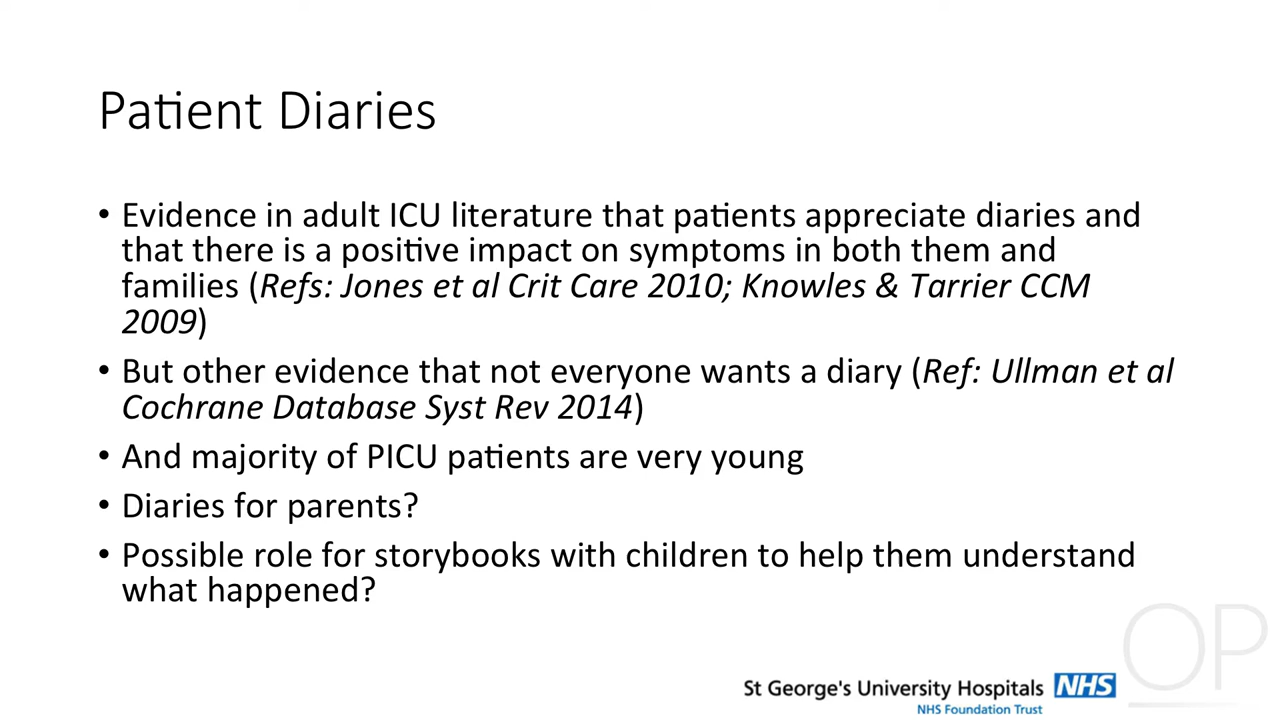 Patient Diaries
• Evidence in adult ICU literature that patients appreciate diaries and
that there is a positive impact on symptoms in both them and
families (Refs: Jones et al Crit Care 2010; Knowles & Tarrier CCM
2009)
• But other evidence that not everyone wants a diary (Ref: Ullman et al
Cochrane Database Syst Rev 2014)
• And majority of PICU patients are very young
• Diaries for parents?
• Possible role for storybooks with children to help them understand
what happened?
OP
St George's University Hospitals NHS
NHS Foundation Trust